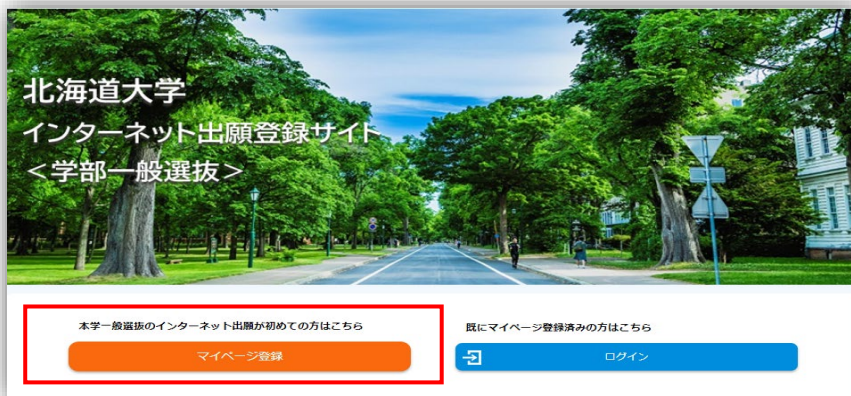 北海道大学
インターネット出願登録サイト
＜学部一般選抜＞
本学一般選抜のインターネット出願が初めての方はこちら
既にマイページ登録済みの方はこちら
マイページ登録
ログイン